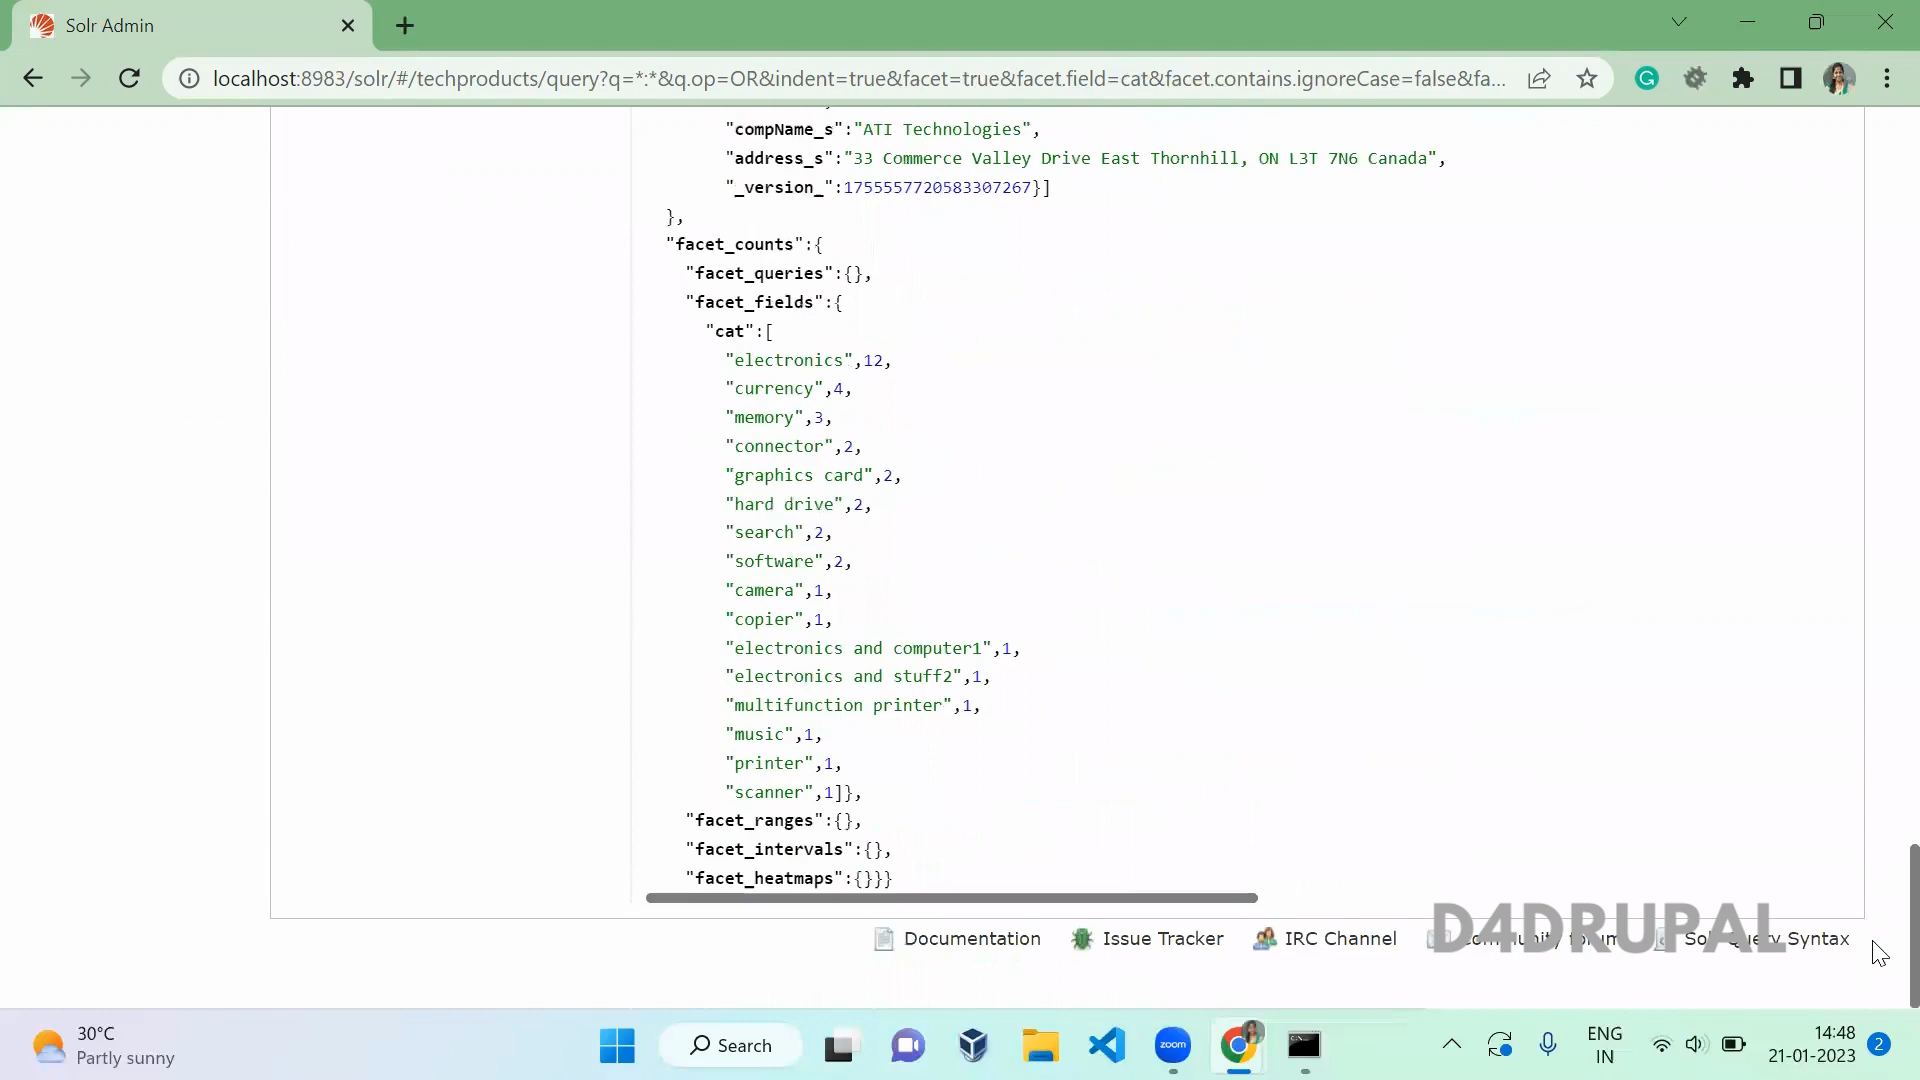 Solr Admin
localhost:8983/solr/#/techproducts/query?q=*:*&q.op=OR&indent=true&facet=true&facet.field=cat&facet.contains.ignoreCase=false&fa...
"compName_s":"ATI Technologies",
"address_s":"33 Commerce Valley Drive East Thornhill, ON L3T 7N6 Canada",
"_version_":1755557720583307267}]
},
"facet_counts":{
"facet_queries":{},
"facet_fields":{
"cat":[
"electronics",12,
"currency",4,
"memory",3,
"connector",2,
"graphics card",2,
"hard drive",2,
"search",2,
"software",2,
"camera",1,
"copier",1,
"electronics and computer1",1,
"electronics and stuff2",1,
"multifunction printer",1,
"music",1,
"printer",1,
"scanner",1]},
"facet_ranges":{},
"facet_intervals":{},
"facet_heatmaps":{}}}
Documentation Issue Tracker IRC Channel Community forum Solr Query Syntax
D4DRUPAL
30°C
Partly sunny
Search
zoom
ENG
IN
14:48
21-01-2023
2